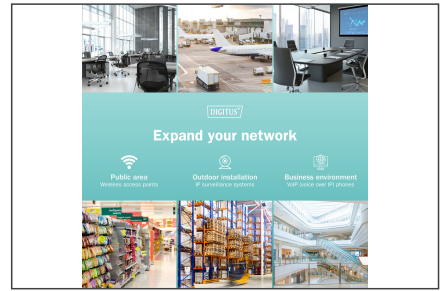 DIGITUS
Expand your network
Public area
Wireless access points
Outdoor installation
IP surveillance systems
Business environment
VoIP (voice over IP) phones